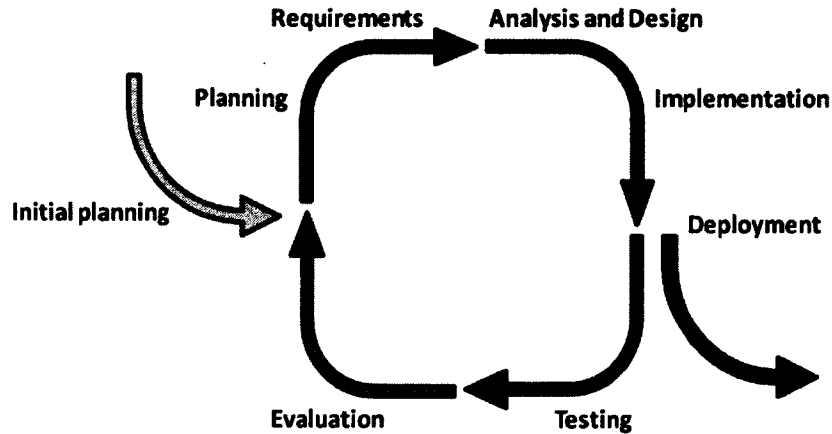 Requirements
Analysis and Design
Planning
Implementation
Initial planning
Deployment
Evaluation
Testing